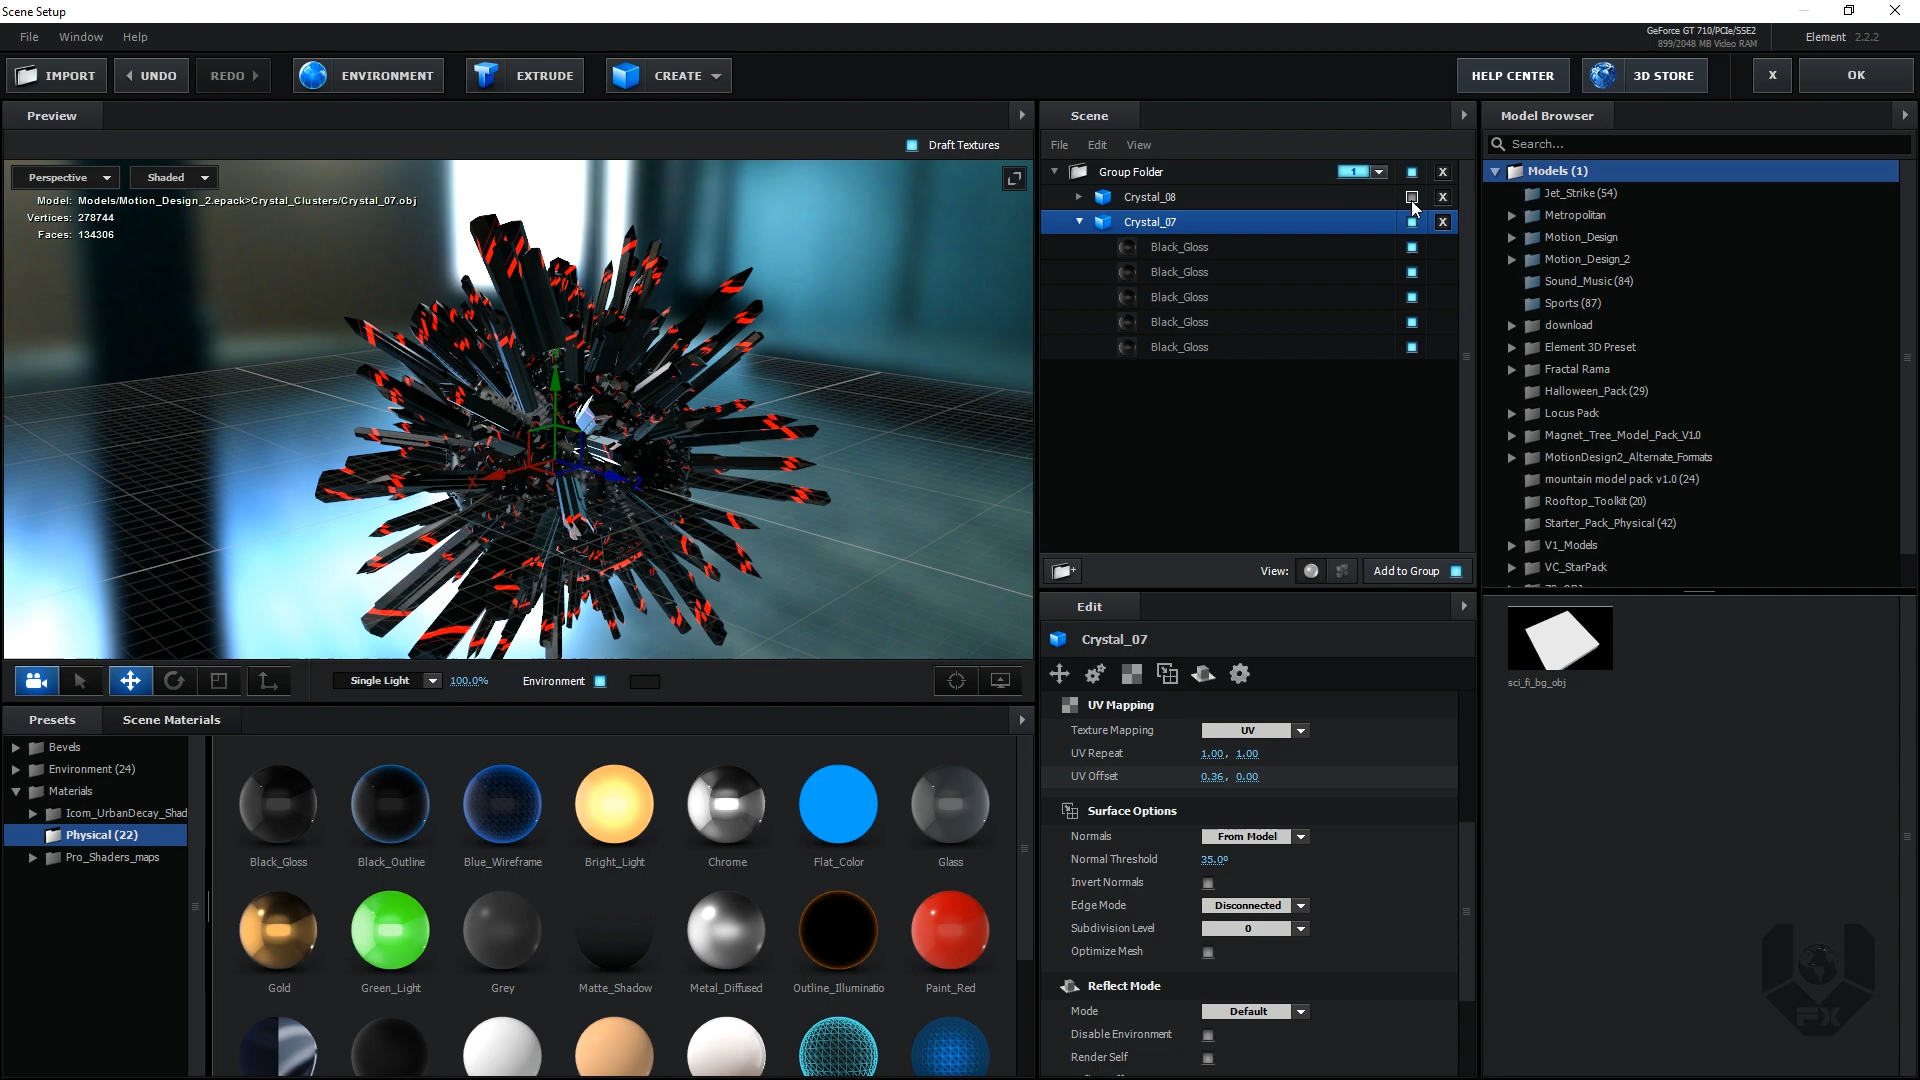 Scene Setup
File Window Help
GeForce GT 710/PCIe/SSE2
899/2048 MB Video RAM
Element 2.2.2
IMPORT UNDO REDO ENVIRONMENT EXTRUDE CREATE HELP CENTER 3D STORE X OK
Preview
Draft Textures
Perspective Shaded
Model: Models/Motion_Design_2.epack>Crystal_Clusters/Crystal_07.obj
Vertices: 278744
Faces: 134306
X
Z
Single Light 100.0% Environment
Presets Scene Materials
Bevels
Environment (24)
Materials
Icom_UrbanDecay_Shad
Physical (22)
Pro_Shaders_maps
Black_Gloss Black_Outline Blue_Wireframe Bright_Light Chrome Flat_Color Glass
Gold Green_Light Grey Matte_Shadow Metal_Diffused Outline_Illuminatio Paint_Red
Scene
File Edit View
Group Folder 1 X
Crystal_08 X
Crystal_07 X
Black_Gloss
Black_Gloss
Black_Gloss
Black_Gloss
Black_Gloss
View: Add to Group
Edit
Crystal_07
UV Mapping
Texture Mapping UV
UV Repeat 1.00, 1.00
UV Offset 0.36, 0.00
Surface Options
Normals From Model
Normal Threshold 35.0º
Invert Normals
Edge Mode Disconnected
Subdivision Level 0
Optimize Mesh
Reflect Mode
Mode Default
Disable Environment
Render Self
Model Browser
Search...
Models (1)
Jet_Strike (54)
Metropolitan
Motion_Design
Motion_Design_2
Sound_Music (84)
Sports (87)
download
Element 3D Preset
Fractal Rama
Halloween_Pack (29)
Locus Pack
Magnet_Tree_Model_Pack_V1.0
MotionDesign2_Alternate_Formats
mountain model pack v1.0 (24)
Rooftop_Toolkit (20)
Starter_Pack_Physical (42)
V1_Models
VC_StarPack
sci_fi_bg_obj
FX